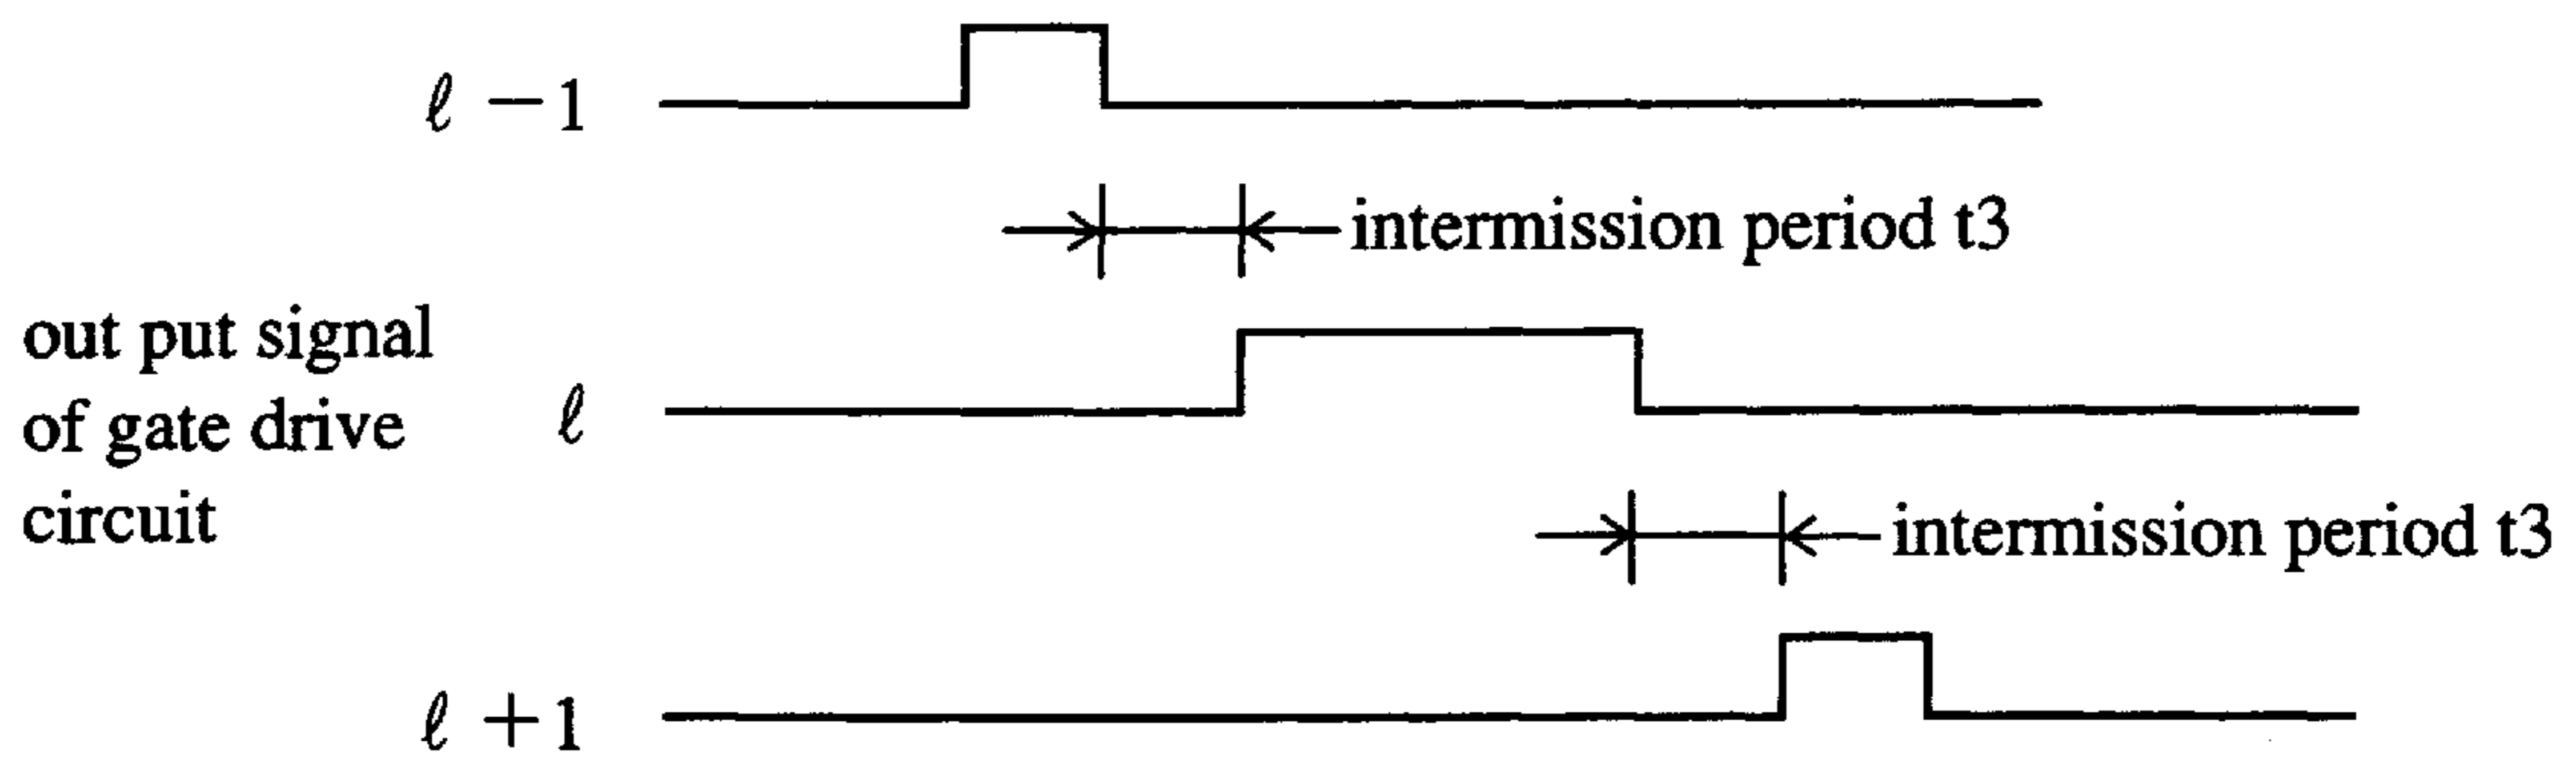 ℓ −1
intermission period t3
out put signal
of gate drive
circuit
ℓ
intermission period t3
ℓ +1